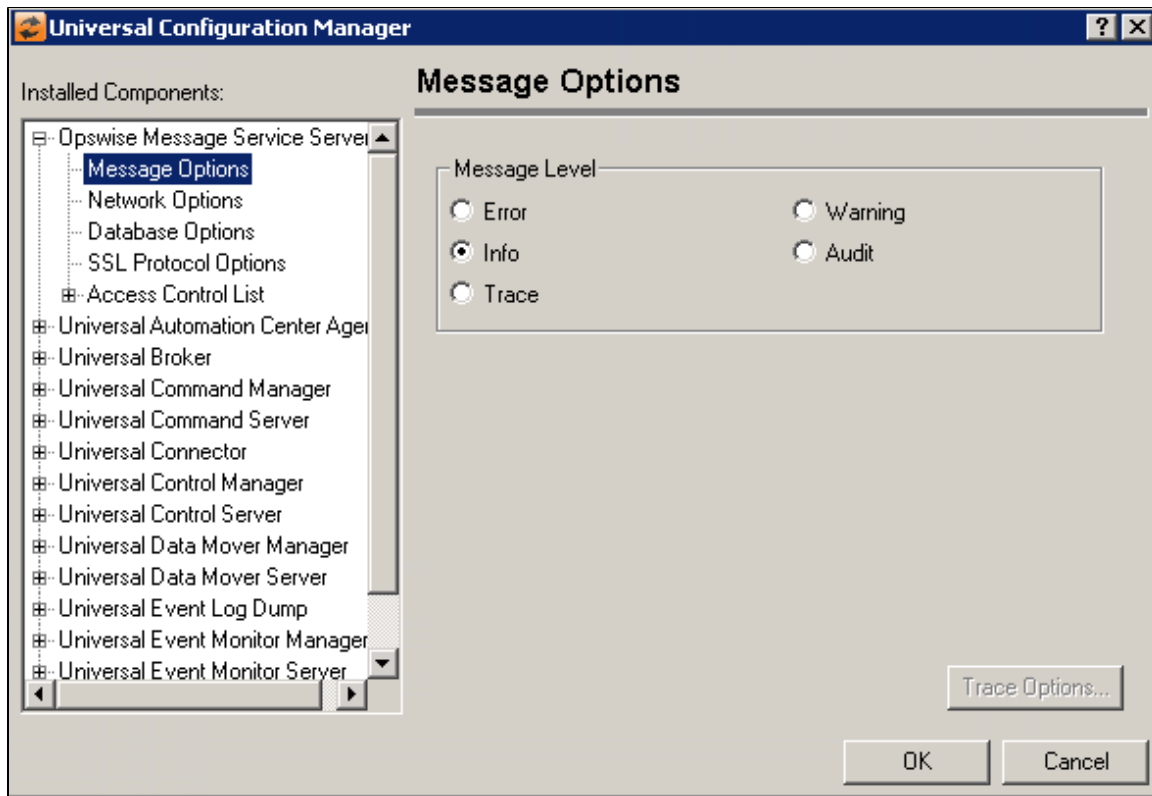 Universal Configuration Manager
Installed Components:
Opswise Message Service Server
Message Options
Network Options
Database Options
SSL Protocol Options
Access Control List
Universal Automation Center Agen
Universal Broker
Universal Command Manager
Universal Command Server
Universal Connector
Universal Control Manager
Universal Control Server
Universal Data Mover Manager
Universal Data Mover Server
Universal Event Log Dump
Universal Event Monitor Manager
Universal Event Monitor Server
Message Options
Message Level
Error
Warning
Info
Audit
Trace
Trace Options...
OK
Cancel